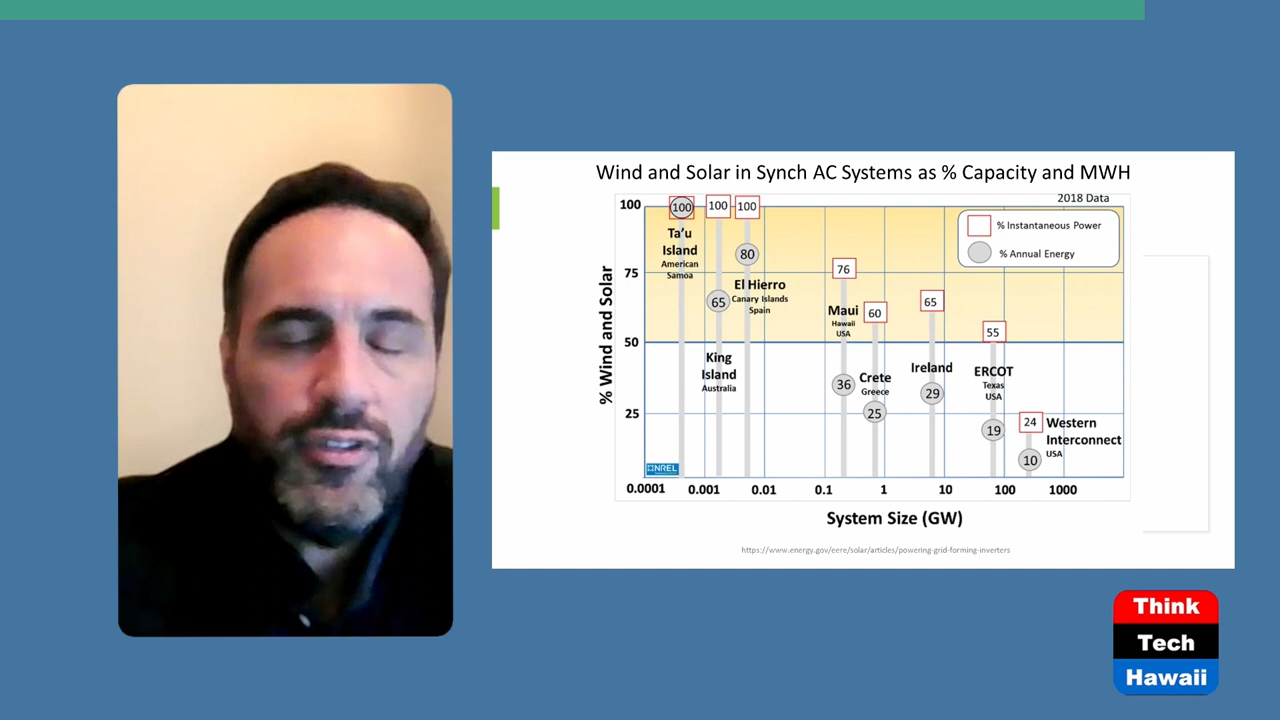 Wind and Solar in Synch AC Systems as % Capacity and MWH
2018 Data
% Instantaneous Power
% Annual Energy
% Wind and Solar
100
75
50
25
100
100
100
Ta’u
Island
American
Samoa
80
65
El Hierro
Canary Islands
Spain
King
Island
Australia
76
Maui
Hawaii
USA
36
60
Crete
Greece
25
65
Ireland
29
55
ERCOT
Texas
USA
19
24
Western
Interconnect
USA
10
NREL
0.0001 0.001 0.01 0.1 1 10 100 1000
System Size (GW)
https://www.energy.gov/eere/solar/articles/powering-grid-forming-inverters
Think
Tech
Hawaii